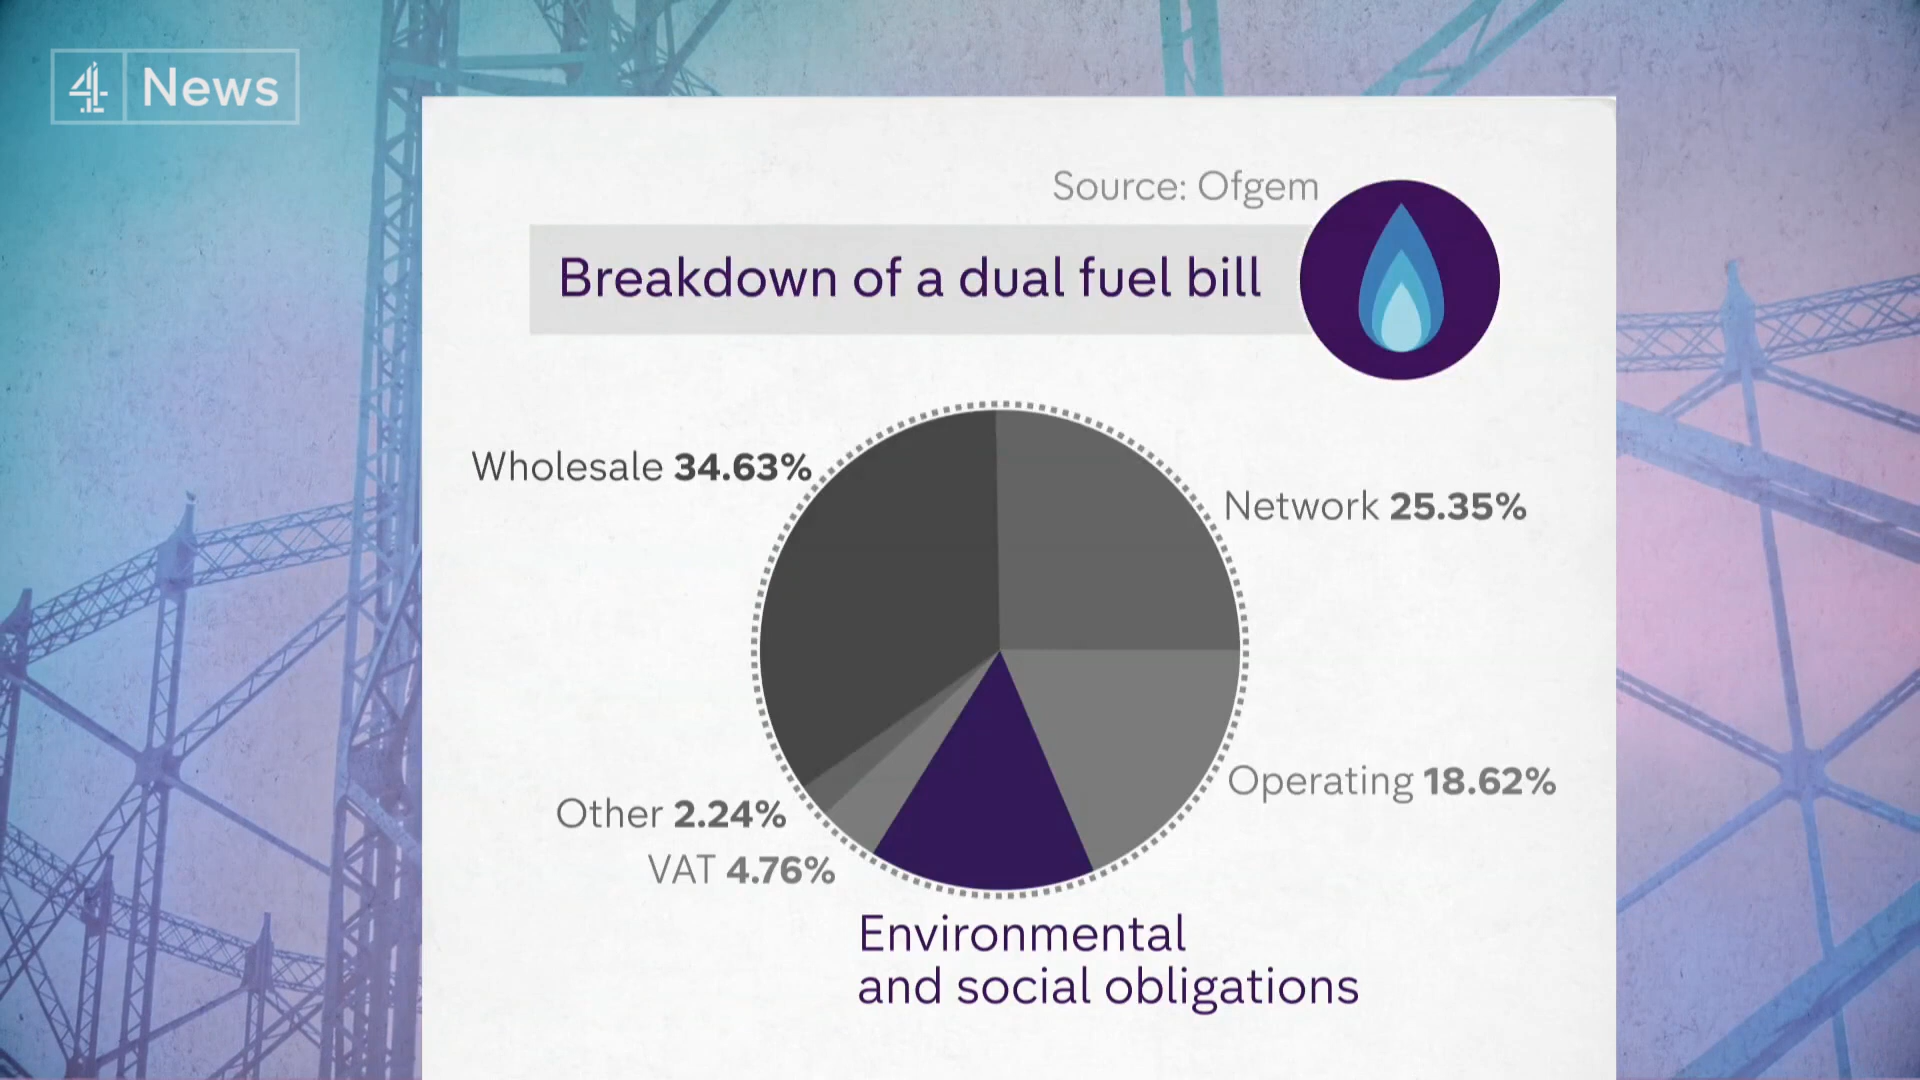 4 News
Source: Ofgem
Breakdown of a dual fuel bill
Wholesale 34.63%
Network 25.35%
Operating 18.62%
Other 2.24%
VAT 4.76%
Environmental
and social obligations